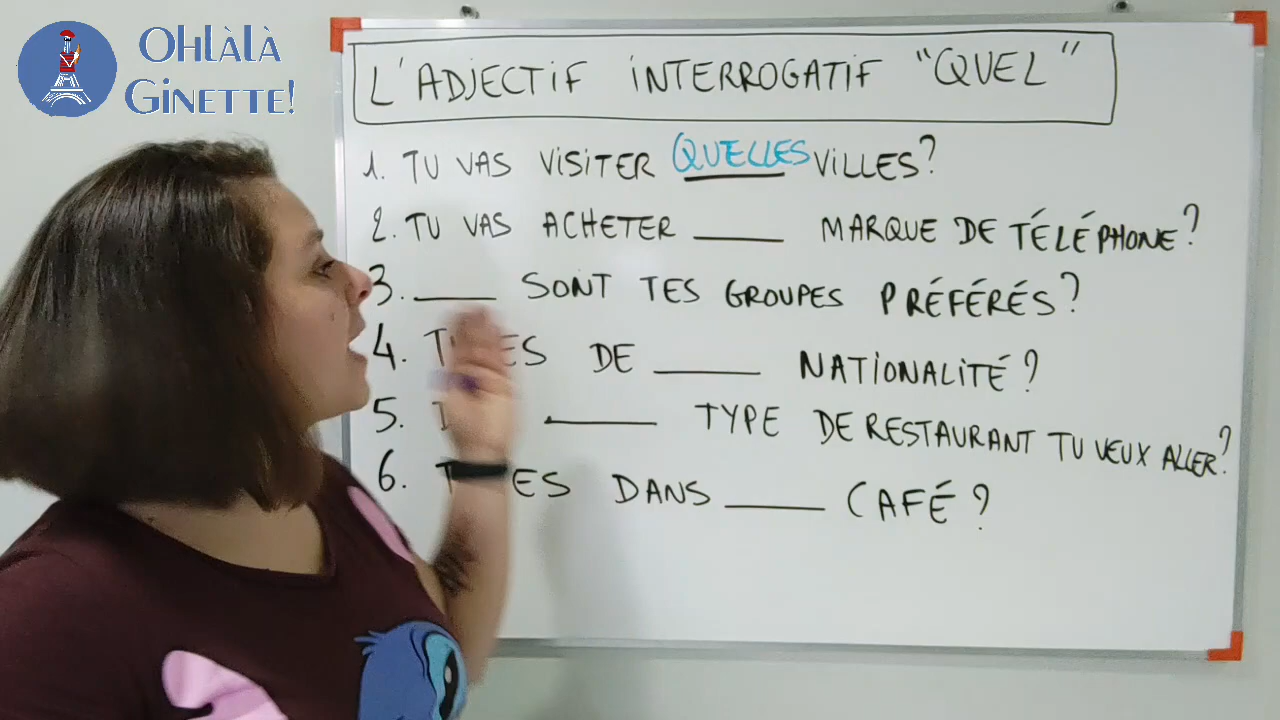 OHLÀLÀ
GINETTE!
L'ADJECTIF INTERROGATIF "QUEL"
1. TU VAS VISITER QUELLES VILLES?
2. TU VAS ACHETER ____ MARQUE DE TÉLÉPHONE?
3. ____ SONT TES GROUPES PRÉFÉRÉS?
4. ES DE ____ NATIONALITÉ?
5. ____ TYPE DE RESTAURANT TU VEUX ALLER?
6. ES DANS ____ CAFÉ?